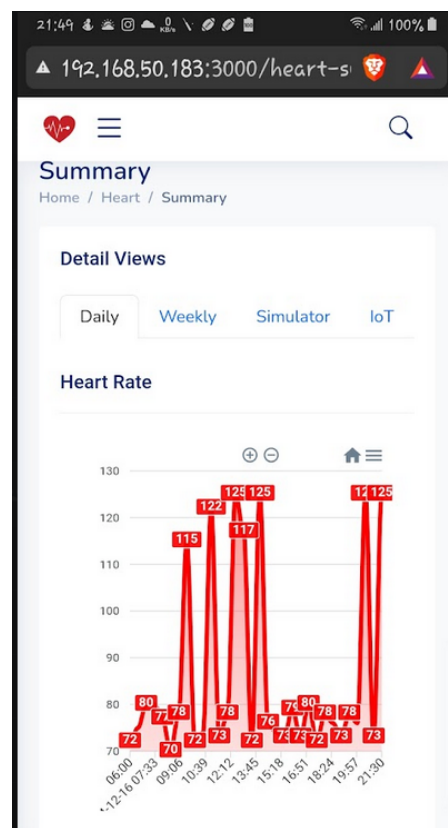 21:49 0 KB/s 100%
192.168.50.183:3000/heart-s
Summary
Home / Heart / Summary
Detail Views
Daily Weekly Simulator IoT
Heart Rate
130
120
110
100
90
80
70
72 80 70 78 115 72 122 73 78 125 117 72 125 76 73 73 80 72 78 73 78 73 125
06:00 07:33 09:06 10:39 12:12 13:45 15:18 16:51 18:24 19:57 21:30